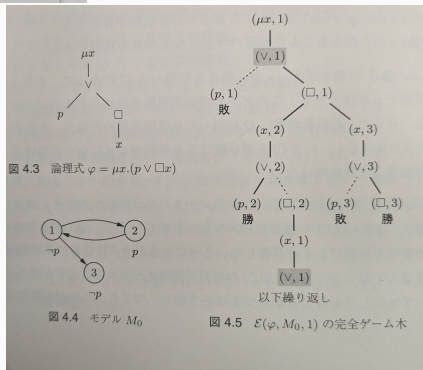 μx
∨
p □
x
図 4.3 論理式 φ = μx.(p ∨ □x)
1 2
¬p p
3
¬p
図 4.4 モデル M₀
(μx, 1)
(∨, 1)
(p, 1) (□, 1)
敗
(x, 2) (x, 3)
(∨, 2) (∨, 3)
(p, 2) (□, 2) (p, 3) (□, 3)
勝 敗 勝
(x, 1)
(∨, 1)
以下繰り返し
図 4.5 ℰ(φ, M₀, 1) の完全ゲーム木